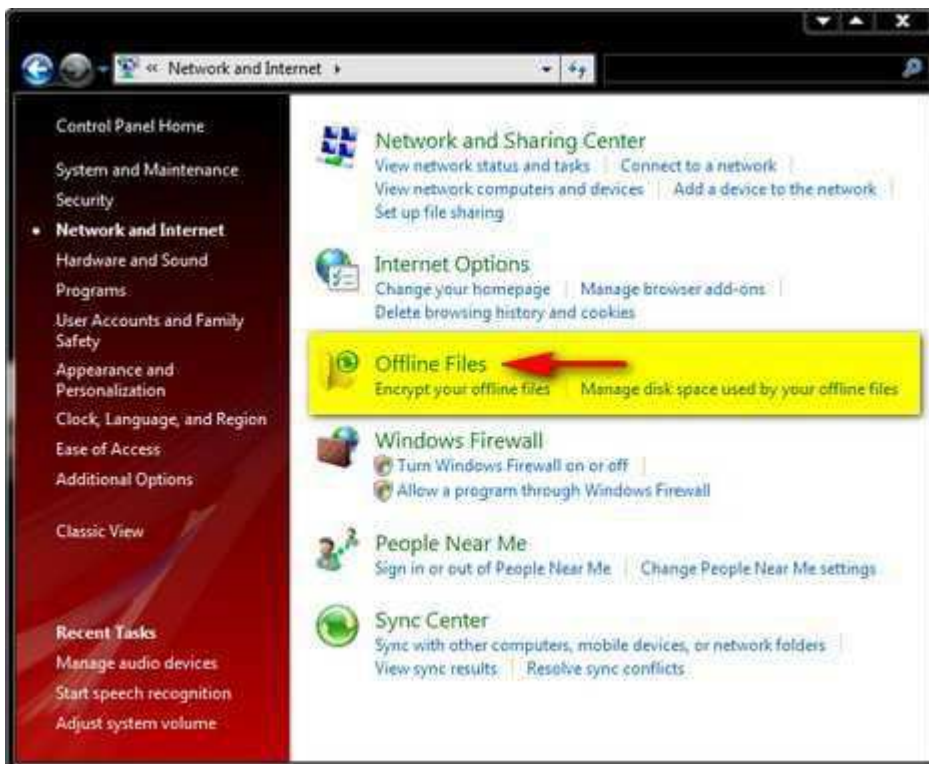 « Network and Internet
Control Panel Home
System and Maintenance
Security
Network and Internet
Hardware and Sound
Programs
User Accounts and Family
Safety
Appearance and
Personalization
Clock, Language, and Region
Ease of Access
Additional Options
Classic View
Recent Tasks
Manage audio devices
Start speech recognition
Adjust system volume
Network and Sharing Center
View network status and tasks Connect to a network
View network computers and devices Add a device to the network
Set up file sharing
Internet Options
Change your homepage Manage browser add-ons
Delete browsing history and cookies
Offline Files
Encrypt your offline files Manage disk space used by your offline files
Windows Firewall
Turn Windows Firewall on or off
Allow a program through Windows Firewall
People Near Me
Sign in or out of People Near Me Change People Near Me settings
Sync Center
Sync with other computers, mobile devices, or network folders
View sync results Resolve sync conflicts